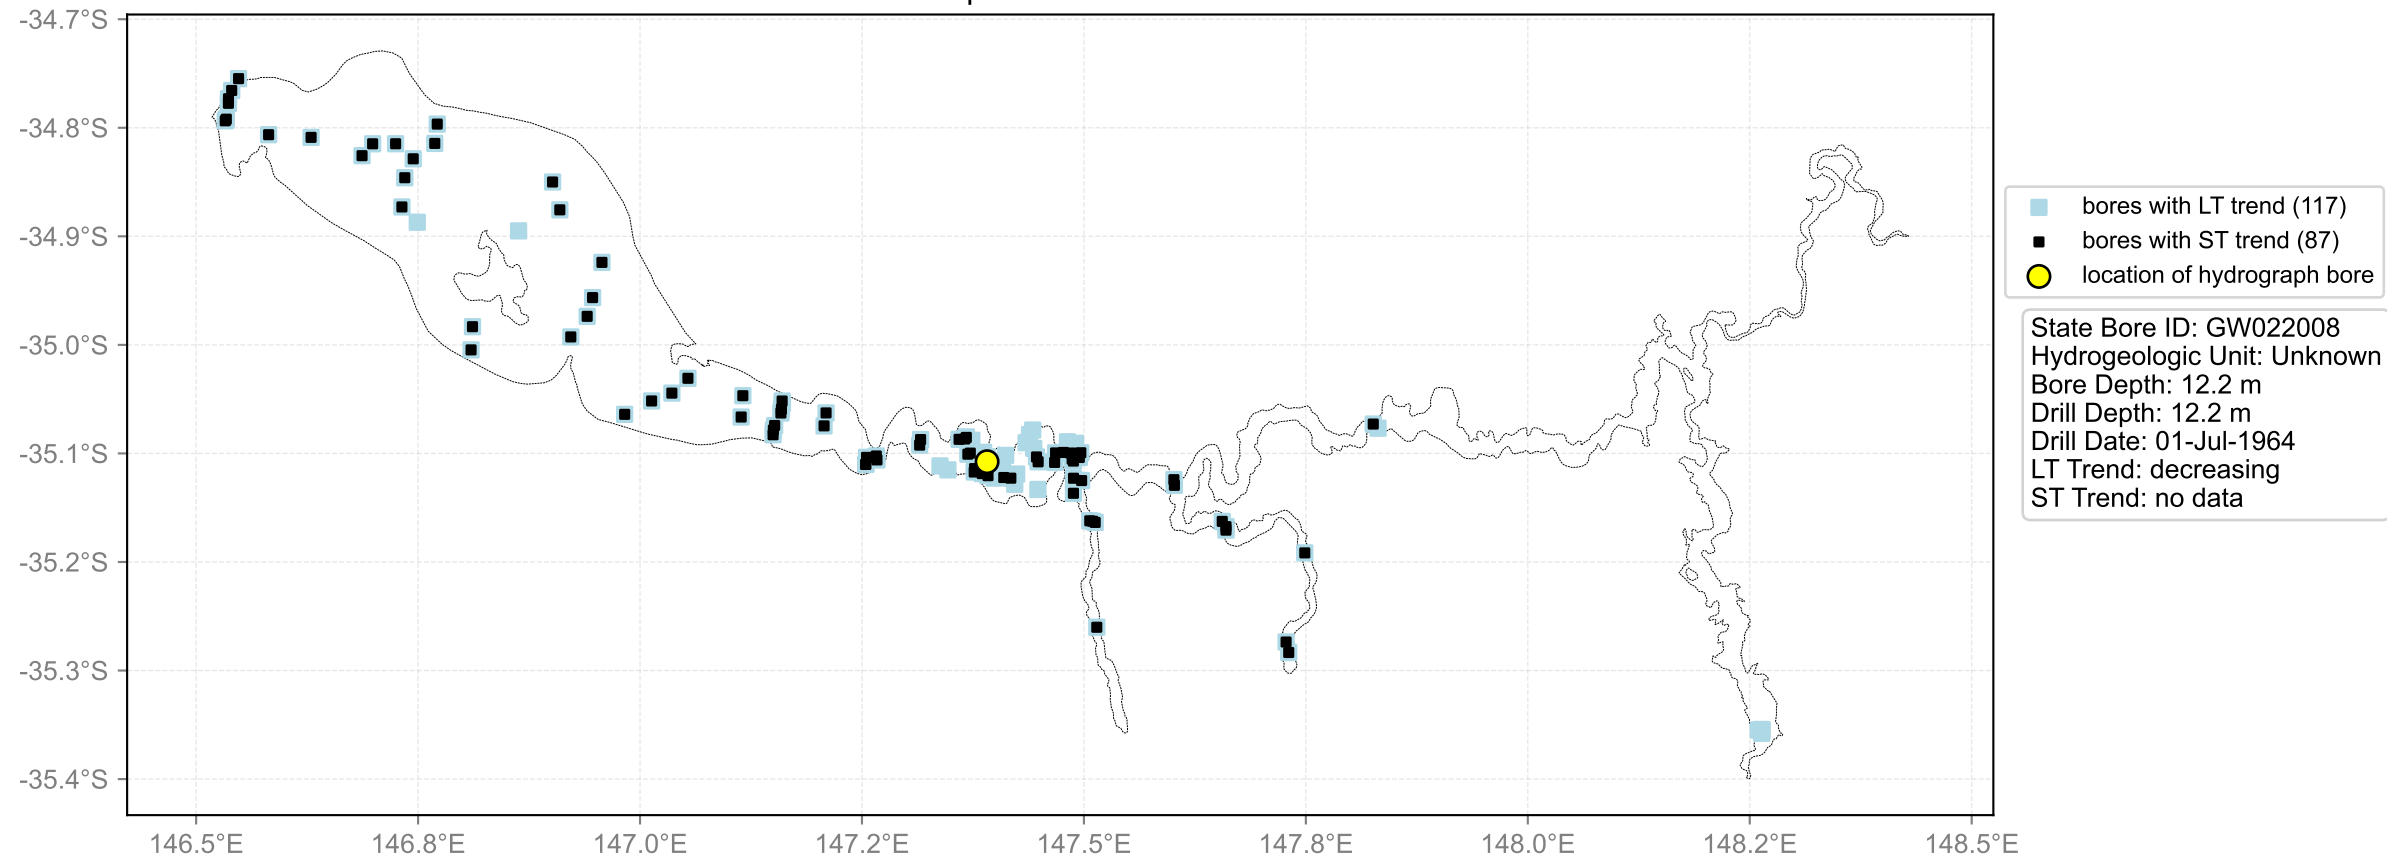 -34.7°S
-34.8°S
-34.9°S
-35.0°S
-35.1°S
-35.2°S
-35.3°S
-35.4°S
146.5°E
146.8°E
147.0°E
147.2°E
147.5°E
147.8°E
148.0°E
148.2°E
148.5°E
bores with LT trend (117)
bores with ST trend (87)
location of hydrograph bore
State Bore ID: GW022008
Hydrogeologic Unit: Unknown
Bore Depth: 12.2 m
Drill Depth: 12.2 m
Drill Date: 01-Jul-1964
LT Trend: decreasing
ST Trend: no data